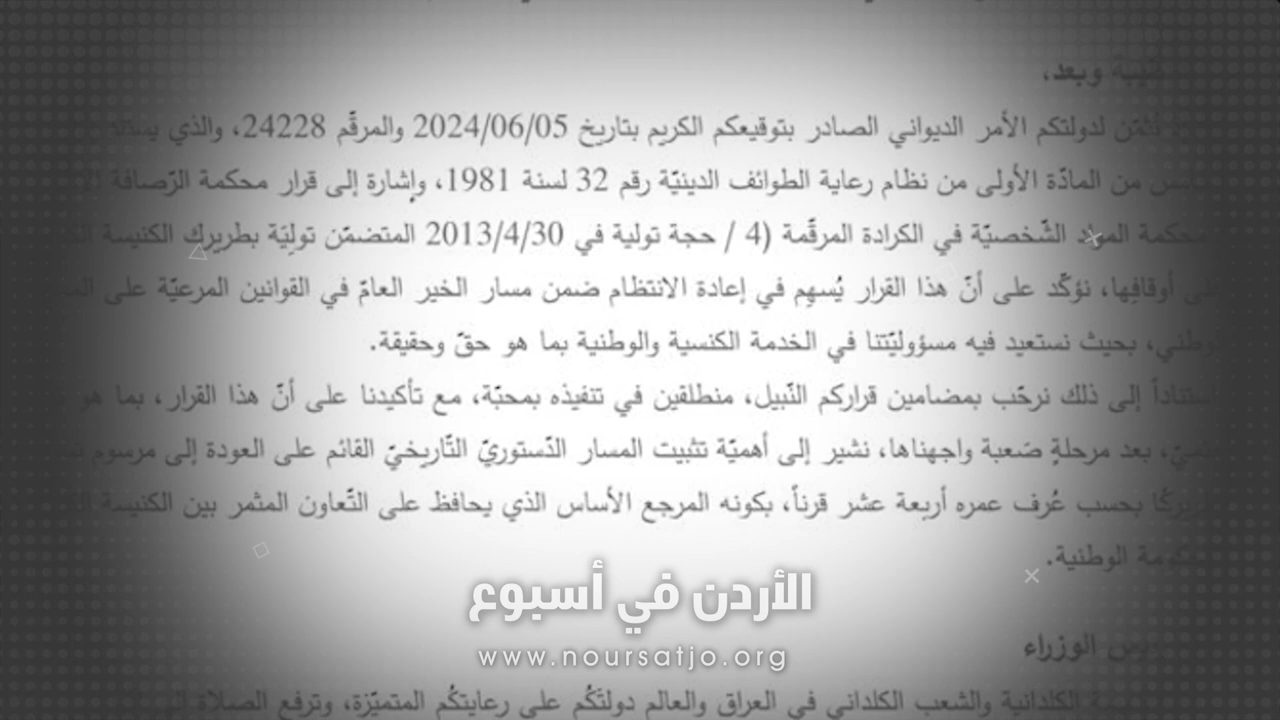 طيبة وبعد،
نثمّن لدولتكم الأمر الديواني الصادر بتوقيعكم الكريم بتاريخ 2024/06/05 والمرقّم 24228، والذي
من المادّة الأولى من نظام رعاية الطوائف الدينيّة رقم 32 لسنة 1981، وإشارة إلى قرار محكمة الرّصافة
محكمة المواد الشّخصيّة في الكرادة المرقّمة (4 / حجة تولية في 2013/4/30 المتضمّن توليّة بطريرك الكنيسة
على أوقافِها، نؤكّد على أنّ هذا القرار يُسهِم في إعادة الانتظام ضمن مسار الخير العامّ في القوانين المرعيّة على
بحيث نستعيد فيه مسؤوليّتنا في الخدمة الكنسية والوطنية بما هو حقّ وحقيقة.
استناداً إلى ذلك نرحّب بمضامين قراركم النّبيل، منطلقين في تنفيذه بمحبّة، مع تأكيدنا على أنّ هذا القرار، بما هو
بعد مرحلةٍ صَعبة واجهناها، نشير إلى أهميّة تثبيت المسار الدّستوريّ التّاريخيّ القائم على العودة إلى مرسوم
بحسب عُرف عمره أربعة عشر قرناً، بكونه المرجع الأساس الذي يحافظ على التّعاون المثمر بين الكنيسة
الوطنية.
الأردن في أسبوع
www.noursatjo.org
الوزراء
الكلدانية والشعب الكلداني في العراق والعالم دولتَكُم على رعايتكُم المتميّزة، وترفع الصلاة